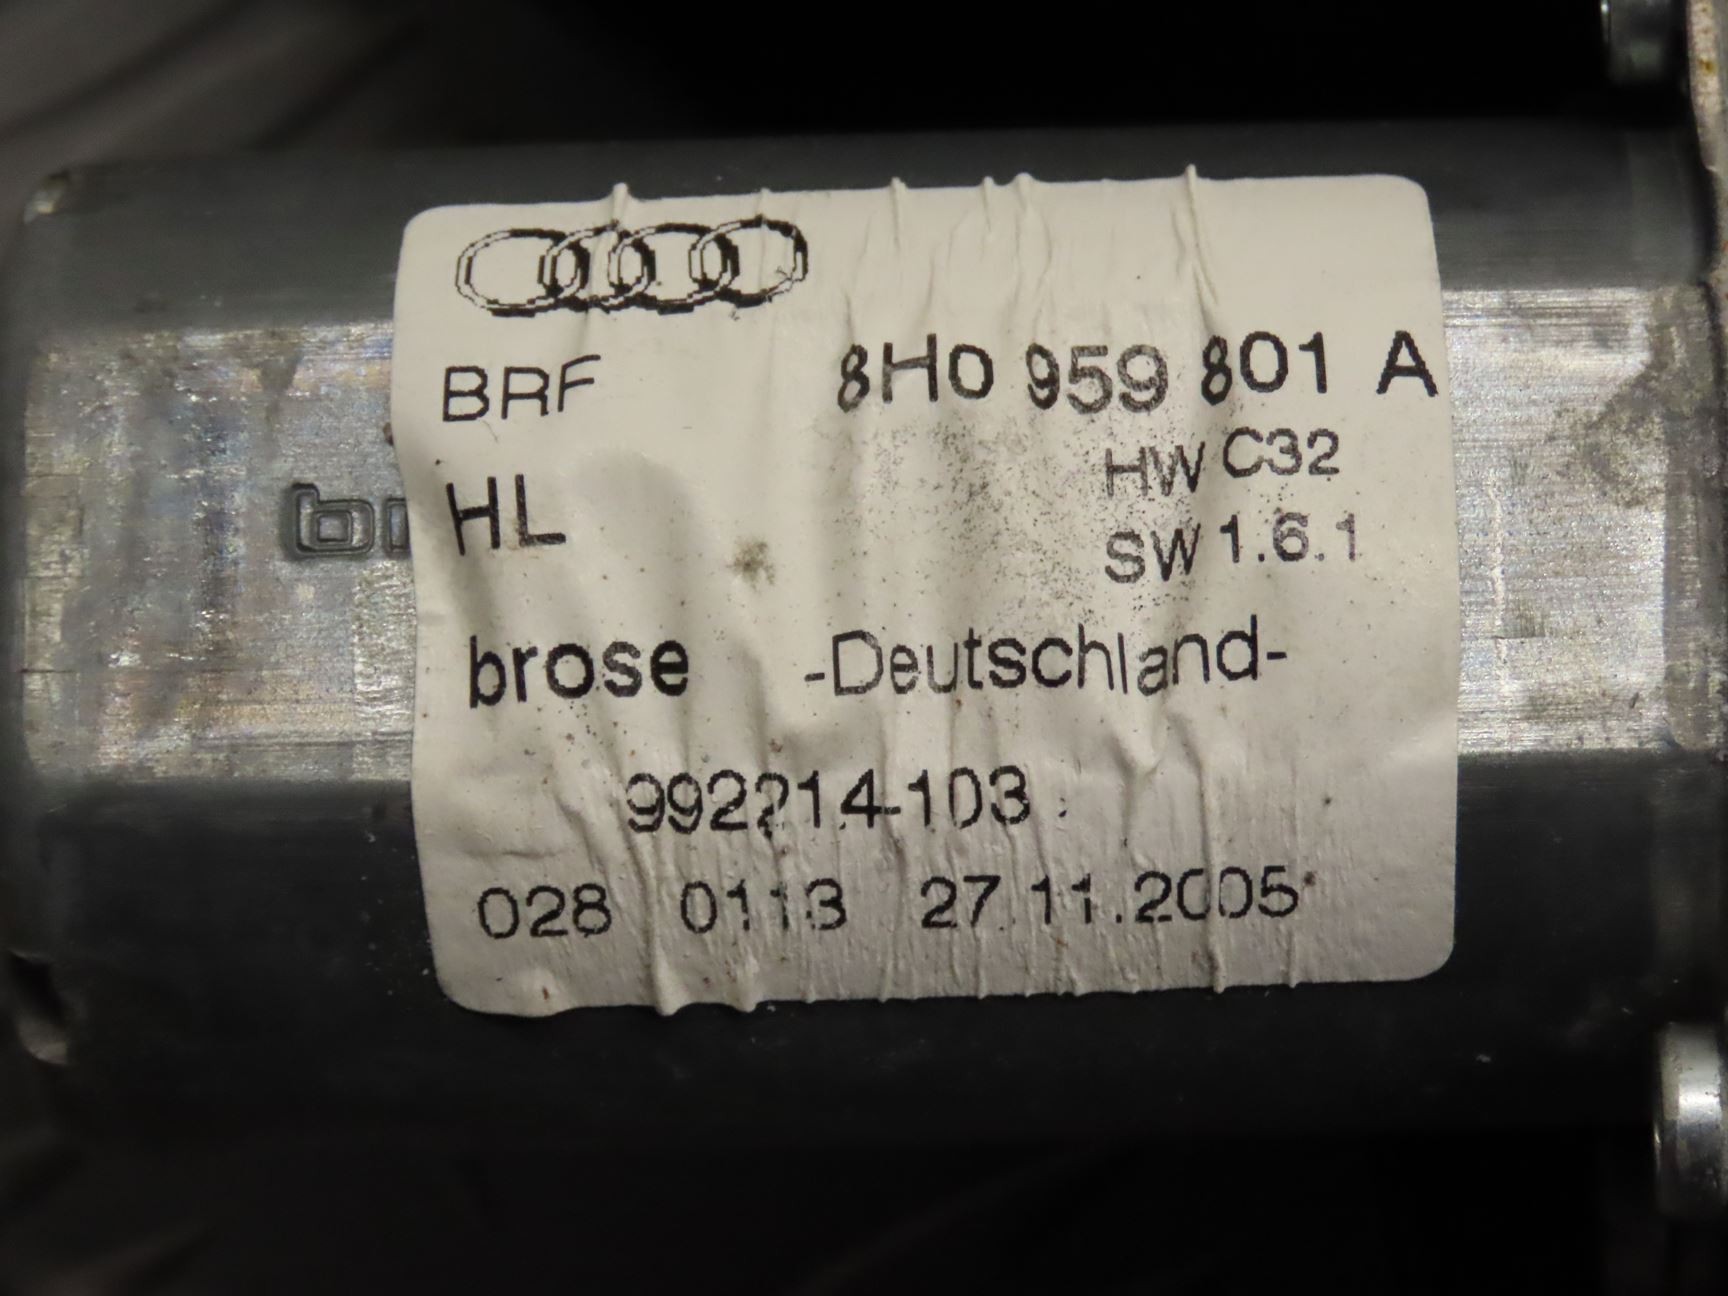 BRF 8H0 959 801 A
HW C32
HL
SW 1.6.1
brose -Deutschland-
992214-103
028 0113 27.11.2005